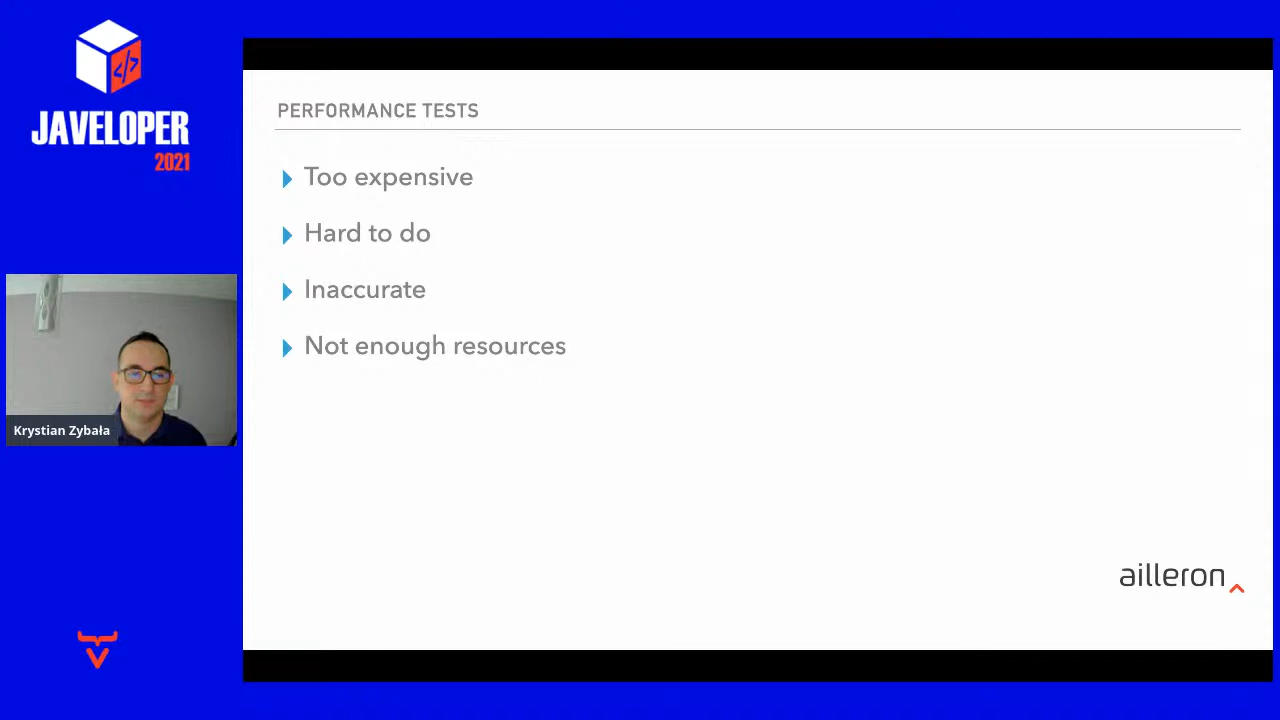 JAVELOPER
2021
PERFORMANCE TESTS
Too expensive
Hard to do
Inaccurate
Not enough resources
Krystian Zybała
ailleron